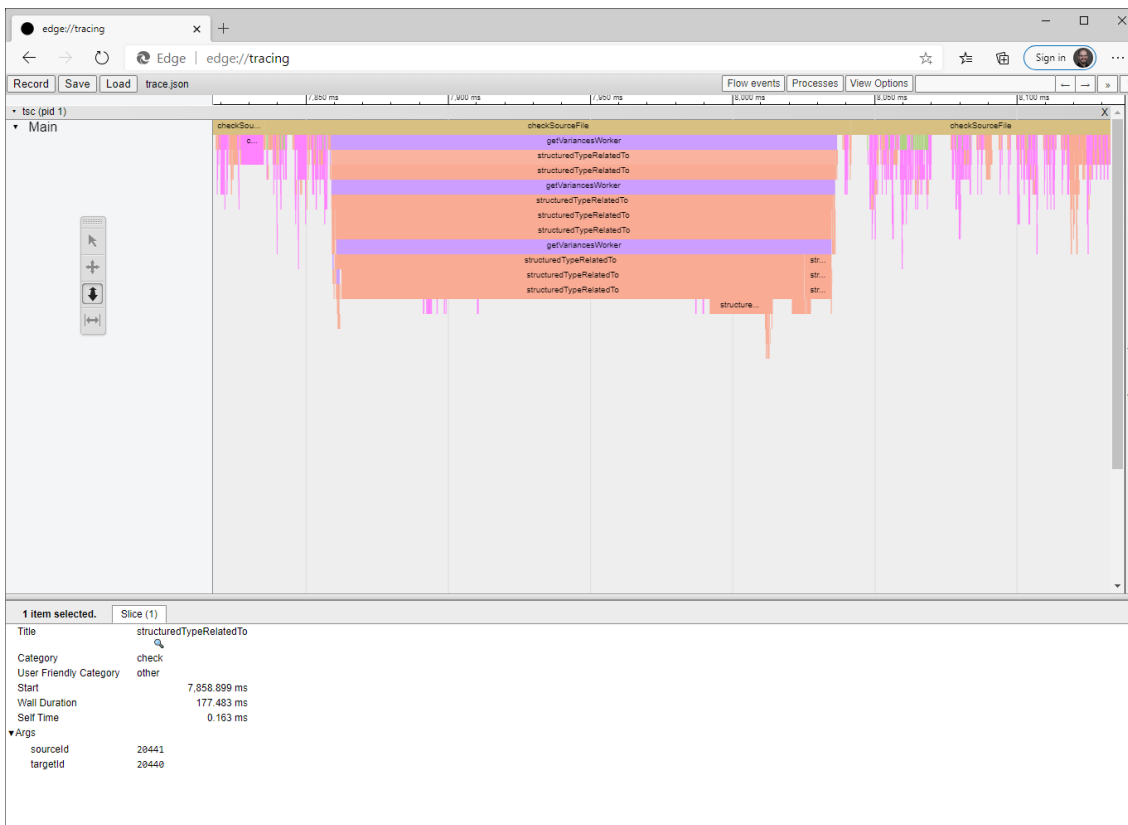 edge://tracing
Edge | edge://tracing
Sign in
Record Save Load trace.json
Flow events Processes View Options
← → »
7,850 ms 7,900 ms 7,950 ms 8,000 ms 8,050 ms 8,100 ms
tsc (pid 1) X
Main
checkSou... checkSourceFile checkSourceFile
c... getVariancesWorker
structuredTypeRelatedTo
structuredTypeRelatedTo
getVariancesWorker
structuredTypeRelatedTo
structuredTypeRelatedTo
structuredTypeRelatedTo
getVariancesWorker
structuredTypeRelatedTo str...
structuredTypeRelatedTo str...
structuredTypeRelatedTo str...
structure...
1 item selected. Slice (1)
Title structuredTypeRelatedTo
Category check
User Friendly Category other
Start 7,858.899 ms
Wall Duration 177.483 ms
Self Time 0.163 ms
Args
sourceId 20441
targetId 20440